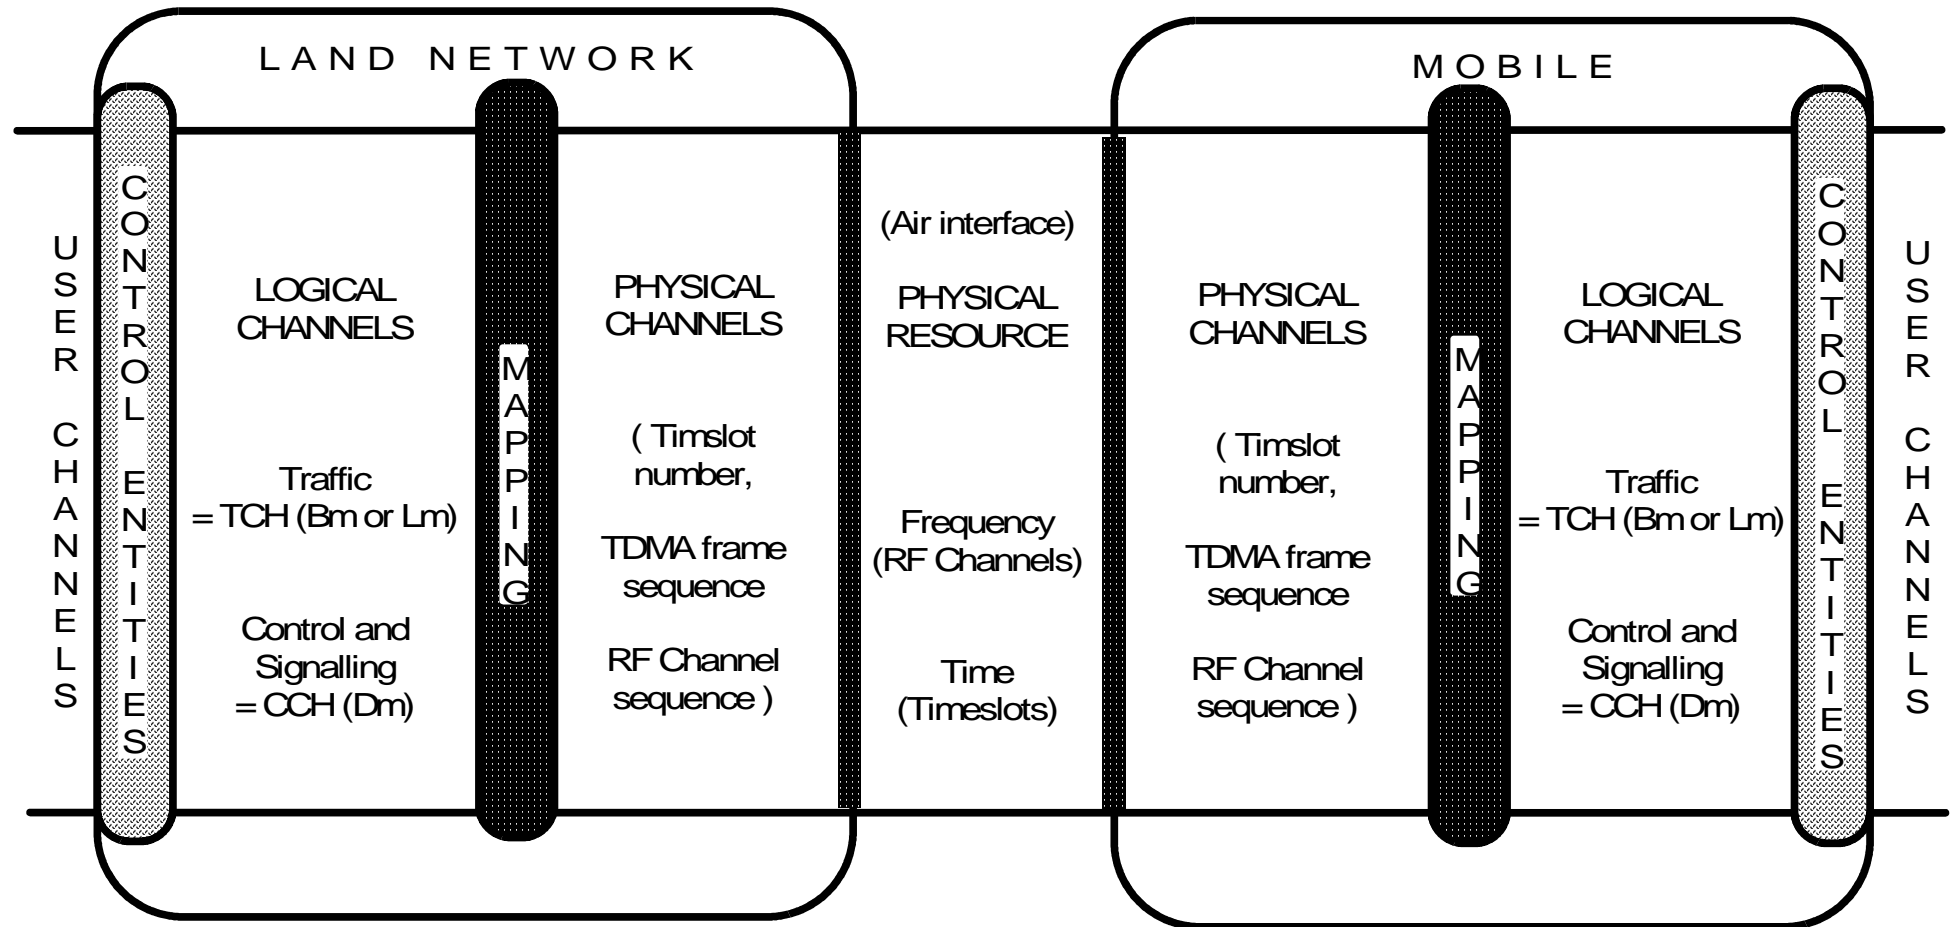 LAND NETWORK
MOBILE
USER CHANNELS
CONTROL ENTITIES
LOGICAL
CHANNELS
Traffic
= TCH (Bm or Lm)
Control and
Signalling
= CCH (Dm)
MAPPING
PHYSICAL
CHANNELS
( Timslot
number,
TDMA frame
sequence
RF Channel
sequence )
(Air interface)
PHYSICAL
RESOURCE
Frequency
(RF Channels)
Time
(Timeslots)
PHYSICAL
CHANNELS
( Timslot
number,
TDMA frame
sequence
RF Channel
sequence )
MAPPING
LOGICAL
CHANNELS
Traffic
= TCH (Bm or Lm)
Control and
Signalling
= CCH (Dm)
CONTROL ENTITIES
USER CHANNELS